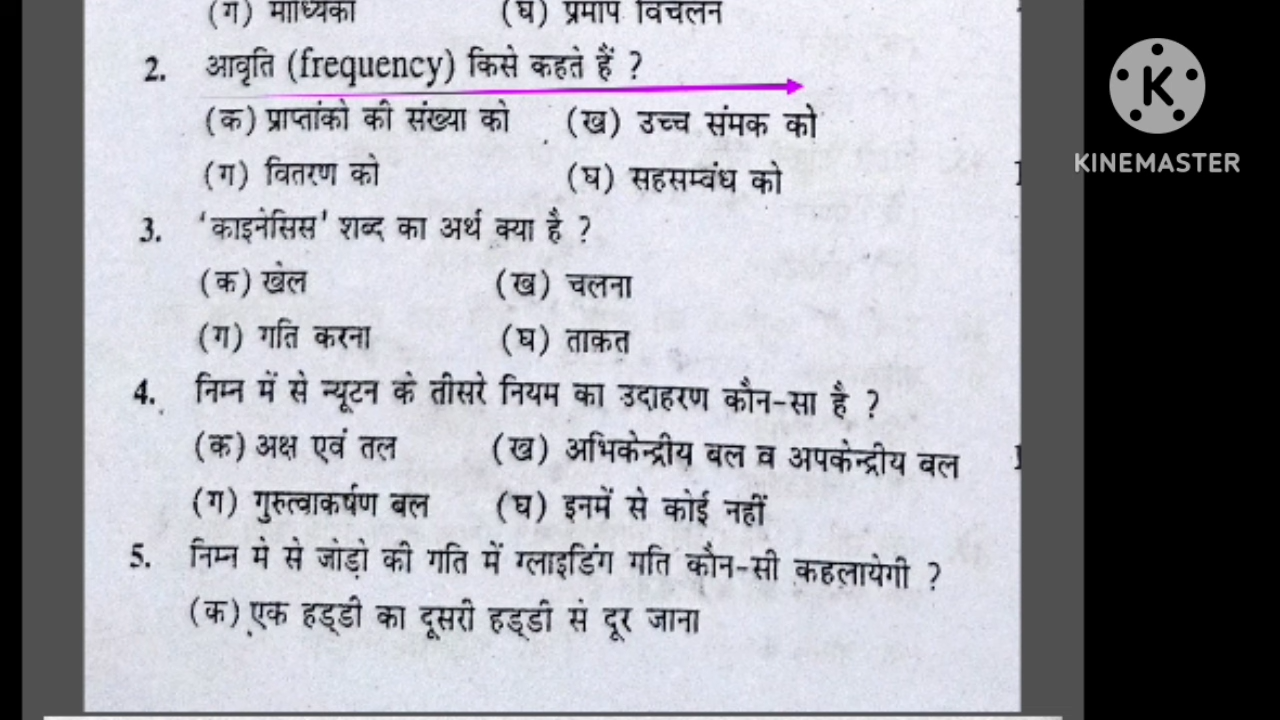 (ग) माध्यिका (घ) प्रमाप विचलन
2. आवृति (frequency) किसे कहते हैं ?
(क) प्राप्तांको की संख्या को (ख) उच्च संमक को
(ग) वितरण को (घ) सहसम्वंध को
3. 'काइनेसिस' शब्द का अर्थ क्या है ?
(क) खेल (ख) चलना
(ग) गति करना (घ) ताक़त
4. निम्न में से न्यूटन के तीसरे नियम का उदाहरण कौन-सा है ?
(क) अक्ष एवं तल (ख) अभिकेन्द्रीय बल व अपकेन्द्रीय बल
(ग) गुरुत्वाकर्षण बल (घ) इनमें से कोई नहीं
5. निम्न मे से जोड़ो की गति में ग्लाइडिंग गति कौन-सी कहलायेगी ?
(क) एक हड्डी का दूसरी हड्डी से दूर जाना
K
KINEMASTER